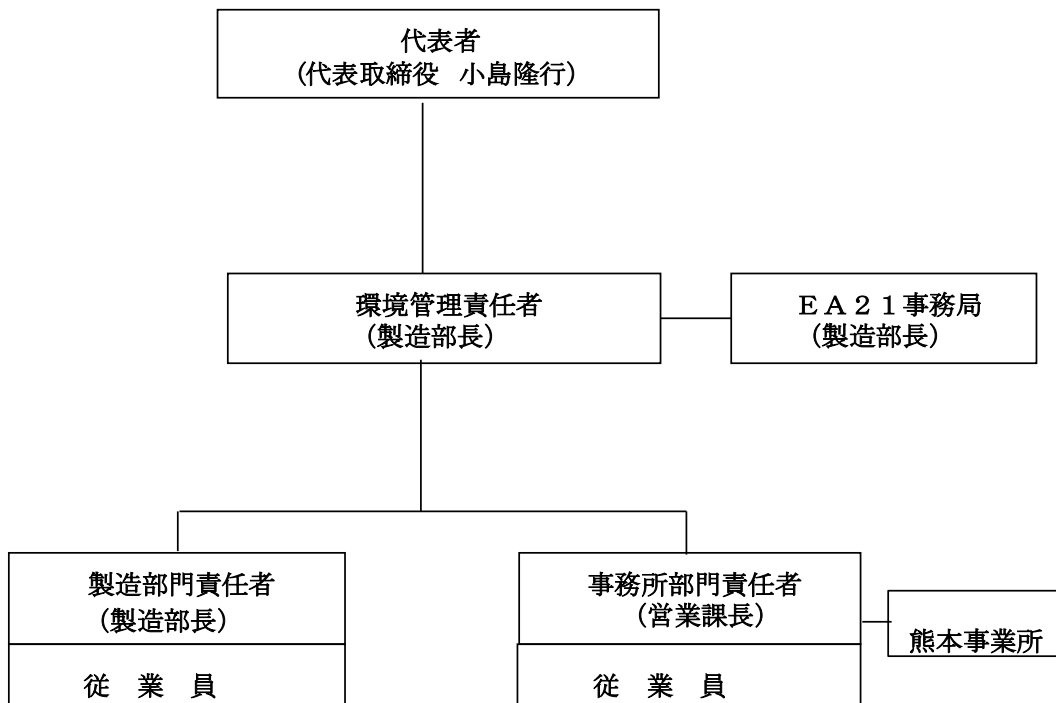 代表者
(代表取締役 小島隆行)
環境管理責任者
(製造部長)
ＥＡ２１事務局
(製造部長)
製造部門責任者
(製造部長)
従 業 員
事務所部門責任者
(営業課長)
従 業 員
熊本事業所